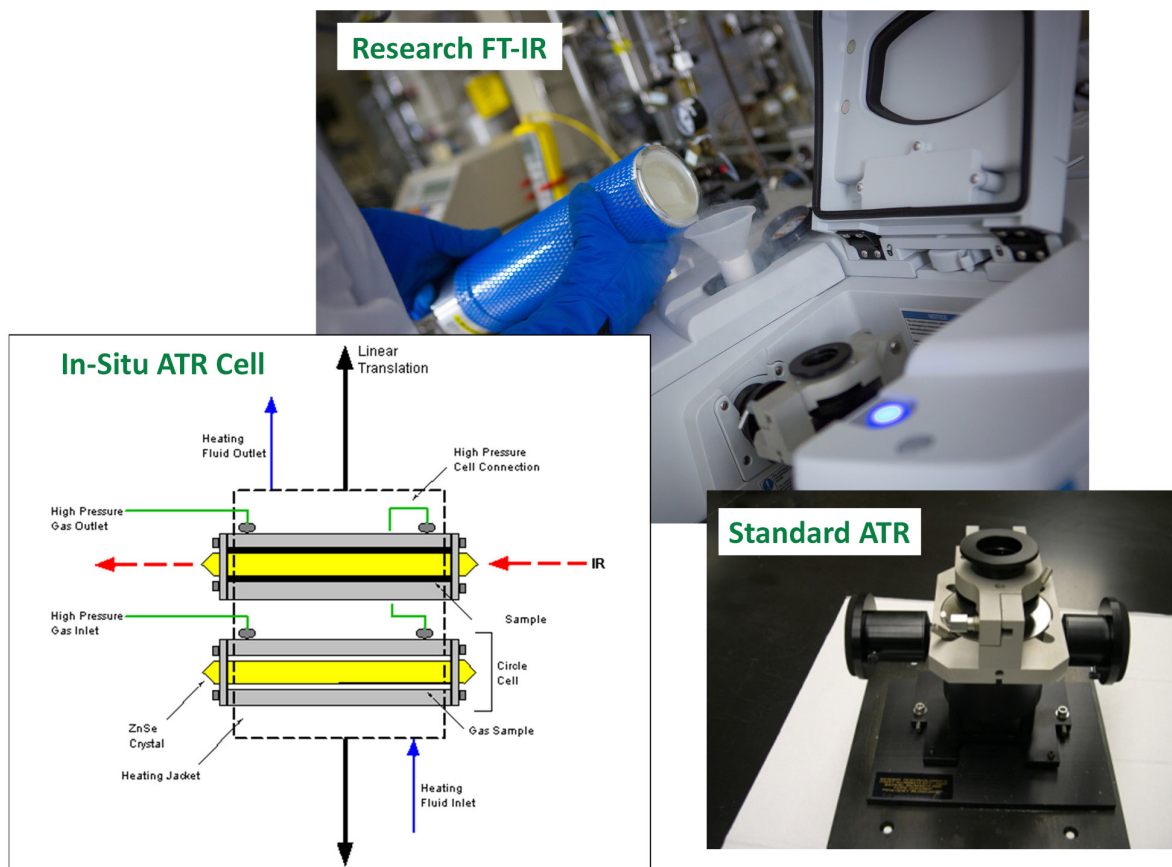 Research FT-IR
NOTICE
In-Situ ATR Cell
Linear
Translation
Heating
Fluid Outlet
High Pressure
Cell Connection
High Pressure
Gas Outlet
IR
Sample
High Pressure
Gas Inlet
Circle
Cell
ZnSe
Crystal
Gas Sample
Heating Jacket
Heating
Fluid Inlet
Standard ATR